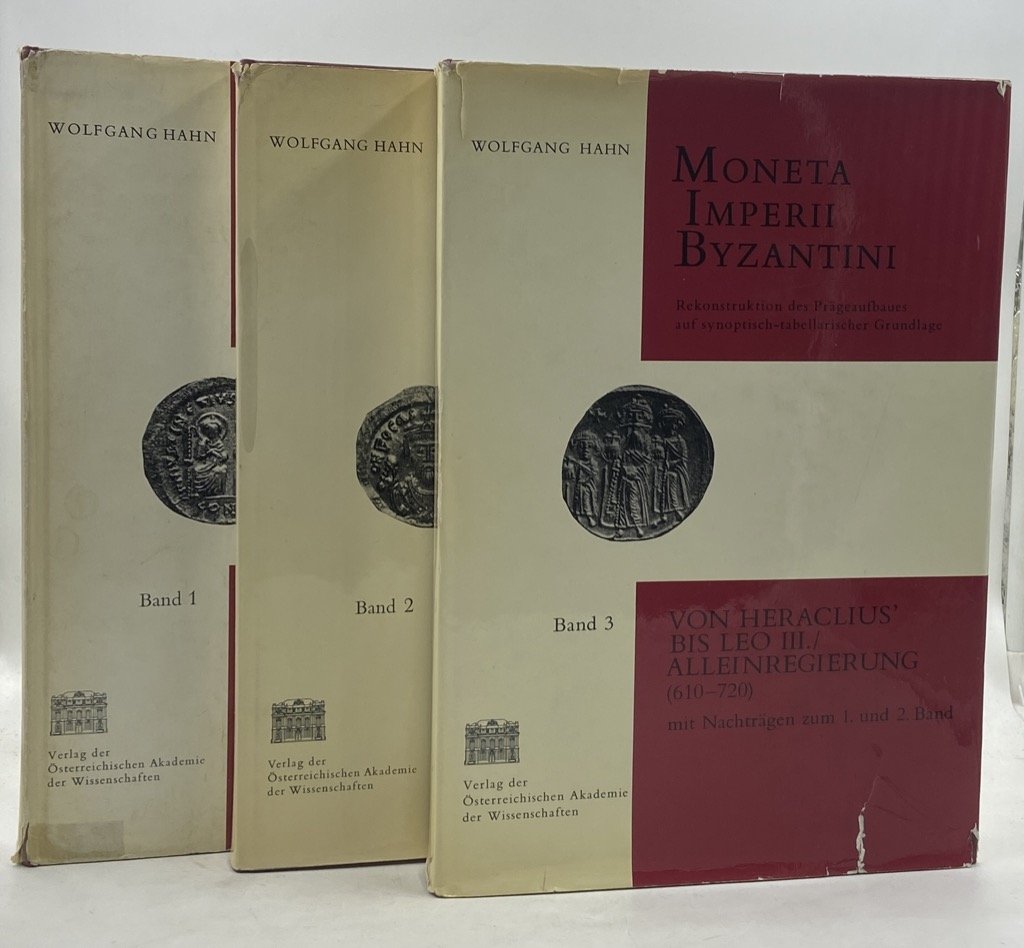 WOLFGANG HAHN
Band 1
Verlag der
Österreichischen Akademie
der Wissenschaften
WOLFGANG HAHN
Band 2
Verlag der
Österreichischen Akademie
der Wissenschaften
WOLFGANG HAHN
MONETA
IMPERII
BYZANTINI
Rekonstruktion des Prägeaufbaues
auf synoptisch-tabellarischer Grundlage
Band 3
VON HERACLIUS'
BIS LEO III./
ALLEINREGIERUNG
(610–720)
mit Nachträgen zum 1. und 2. Band
Verlag der
Österreichischen Akademie
der Wissenschaften